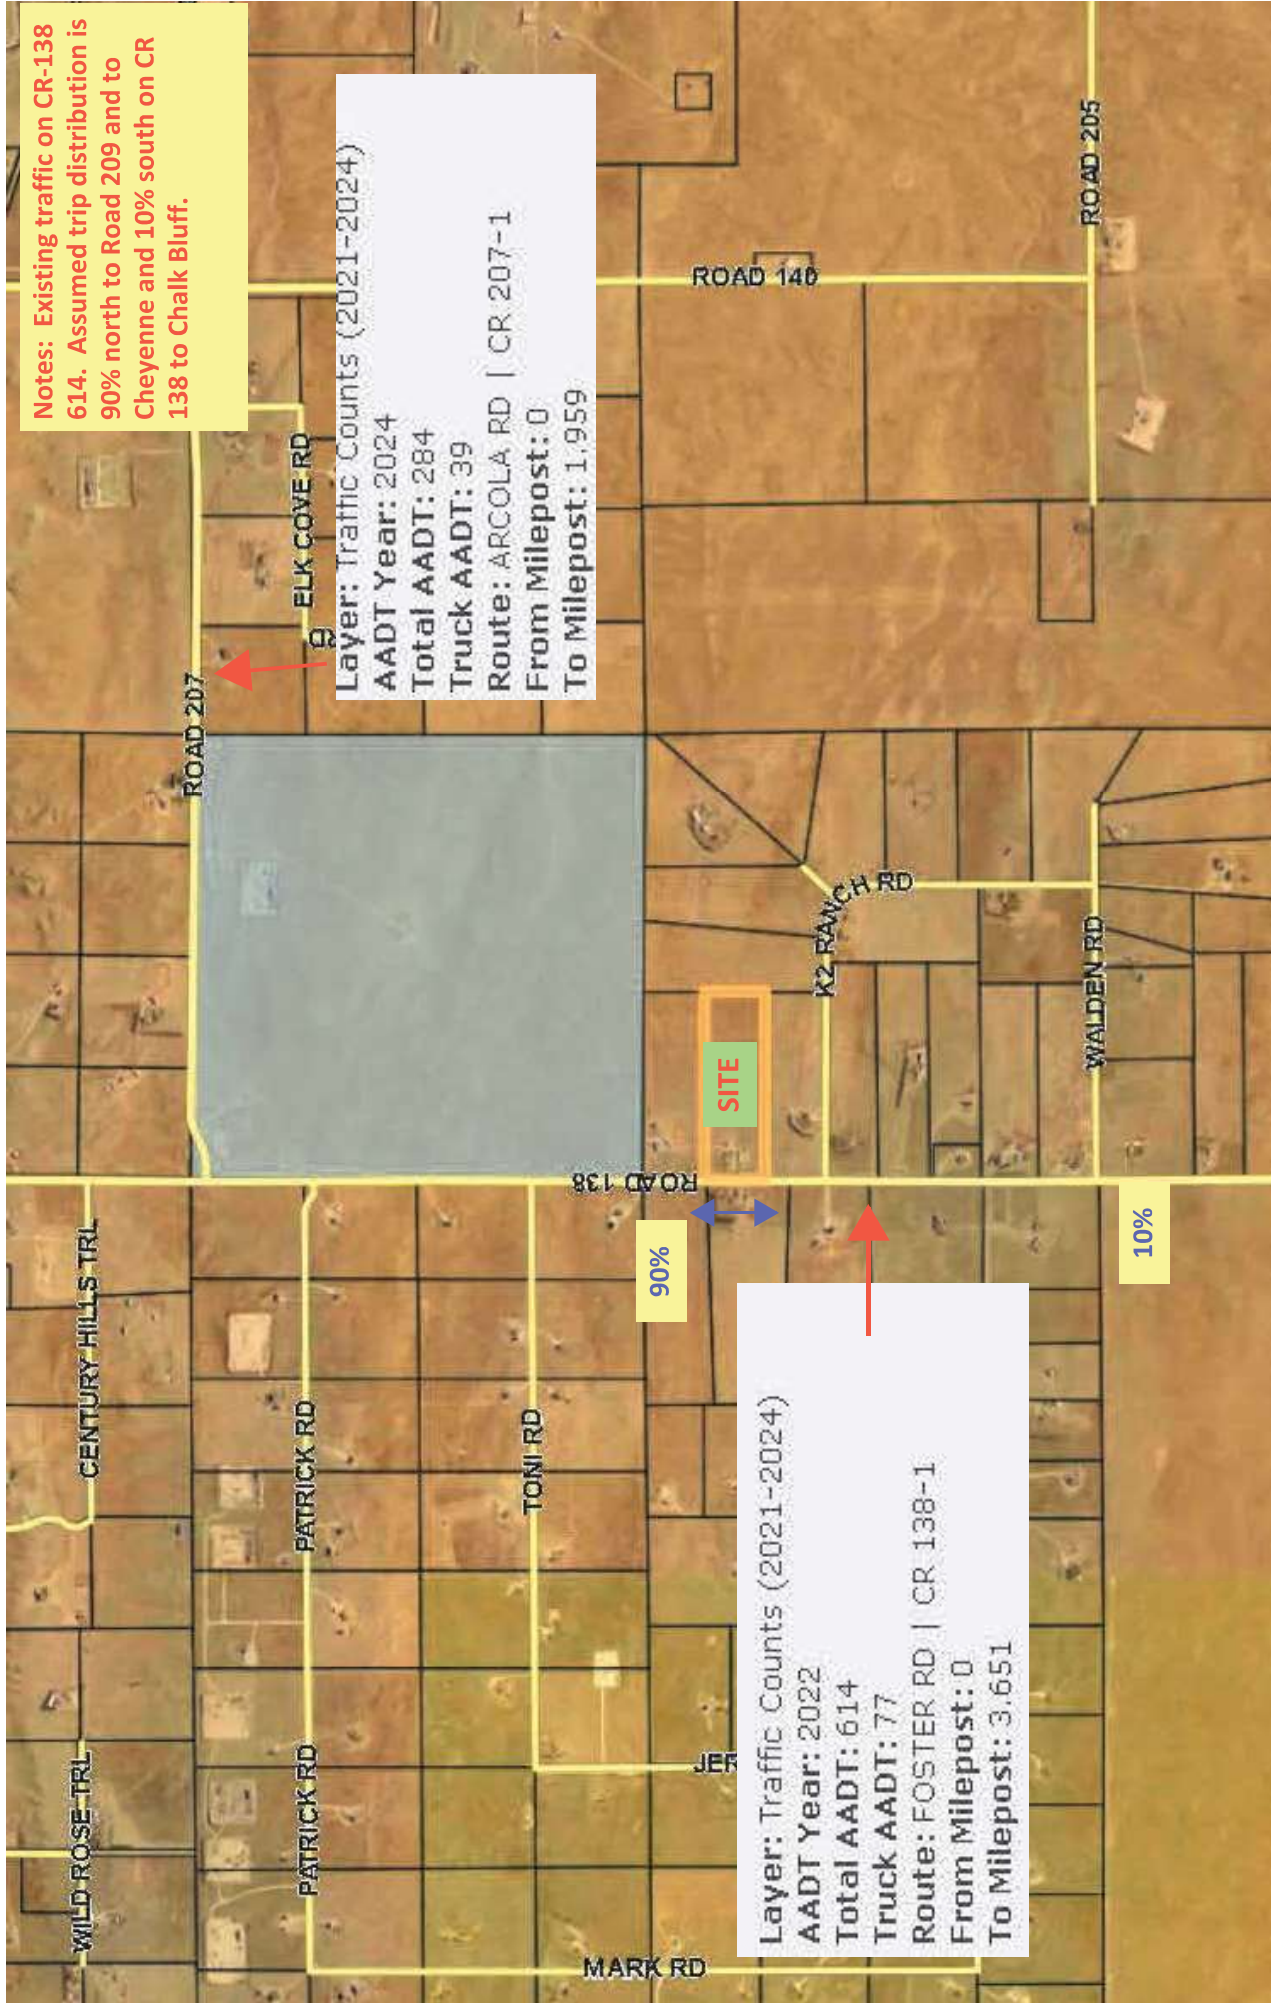 Notes: Existing traffic on CR-138
614. Assumed trip distribution is
90% north to Road 209 and to
Cheyenne and 10% south on CR
138 to Chalk Bluff.
ROAD 207
ELK COVE RD
RD
Layer: Traffic Counts (2021-2024)
AADT Year: 2024
Total AADT: 284
Truck AADT: 39
Route: ARCOLA RD | CR 207-1
From Milepost: 0
To Milepost: 1.959
ROAD 140
ROAD 205
CENTURY HILLS TRL
WILD ROSE TRL
PATRICK RD
PATRICK RD
TONI RD
ROAD 138
SITE
90%
10%
K2 RANCH RD
WALDEN RD
JER
MARK RD
Layer: Traffic Counts (2021-2024)
AADT Year: 2022
Total AADT: 614
Truck AADT: 77
Route: FOSTER RD | CR 138-1
From Milepost: 0
To Milepost: 3.651